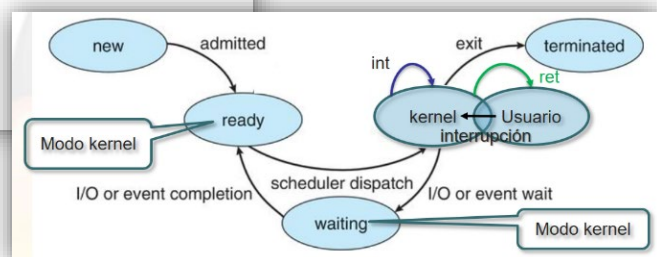 new
admitted
exit
terminated
int
ret
ready
kernel
Usuario
interrupción
Modo kernel
scheduler dispatch
I/O or event completion
I/O or event wait
waiting
Modo kernel